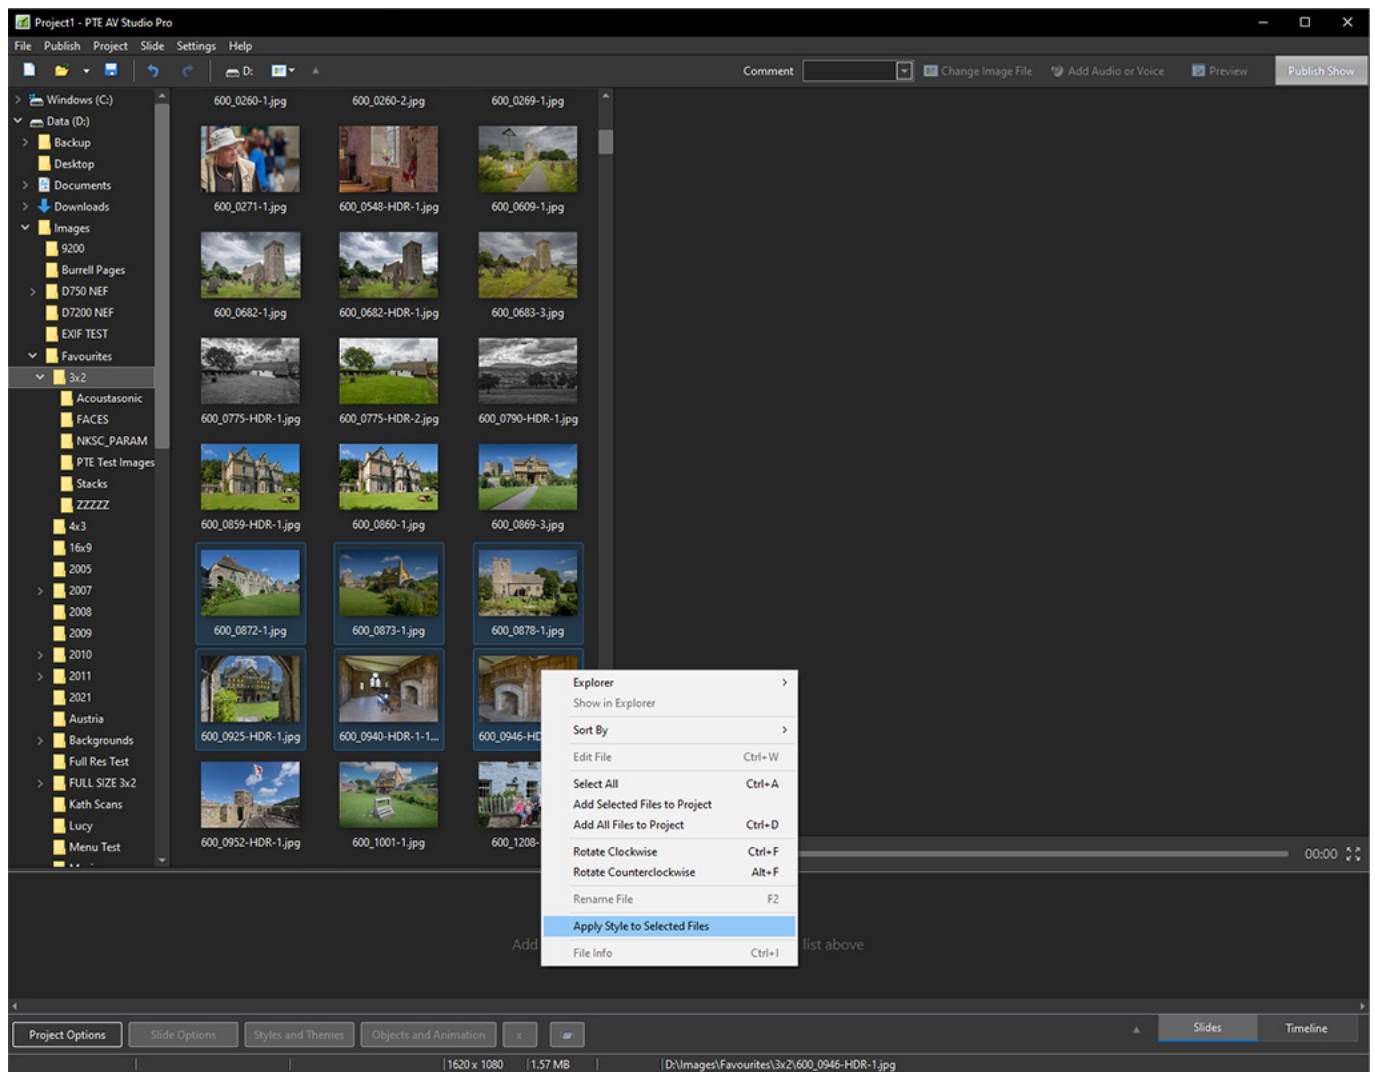 Project1 - PTE AV Studio Pro
File Publish Project Slide Settings Help
D: Comment Change Image File Add Audio or Voice Preview Publish Show
Windows (C:)
Data (D:)
Backup
Desktop
Documents
Downloads
Images
9200
Burrell Pages
D750 NEF
D7200 NEF
EXIF TEST
Favourites
3x2
Acoustasonic
FACES
NKSC_PARAM
PTE Test Images
Stacks
ZZZZZ
4x3
16x9
2005
2007
2008
2009
2010
2011
2021
Austria
Backgrounds
Full Res Test
FULL SIZE 3x2
Kath Scans
Lucy
Menu Test
600_0260-1.jpg 600_0260-2.jpg 600_0269-1.jpg
600_0271-1.jpg 600_0548-HDR-1.jpg 600_0609-1.jpg
600_0682-1.jpg 600_0682-HDR-1.jpg 600_0683-3.jpg
600_0775-HDR-1.jpg 600_0775-HDR-2.jpg 600_0790-HDR-1.jpg
600_0859-HDR-1.jpg 600_0860-1.jpg 600_0869-3.jpg
600_0872-1.jpg 600_0873-1.jpg 600_0878-1.jpg
600_0925-HDR-1.jpg 600_0940-HDR-1-1... 600_0946-HD
600_0952-HDR-1.jpg 600_1001-1.jpg 600_1208-
Explorer
Show in Explorer
Sort By
Edit File Ctrl+W
Select All Ctrl+A
Add Selected Files to Project
Add All Files to Project Ctrl+D
Rotate Clockwise Ctrl+F
Rotate Counterclockwise Alt+F
Rename File F2
Apply Style to Selected Files
File Info Ctrl+I
00:00
Add list above
Project Options Slide Options Styles and Themes Objects and Animation x Slides Timeline
1620 x 1080 1.57 MB D:\Images\Favourites\3x2\600_0946-HDR-1.jpg